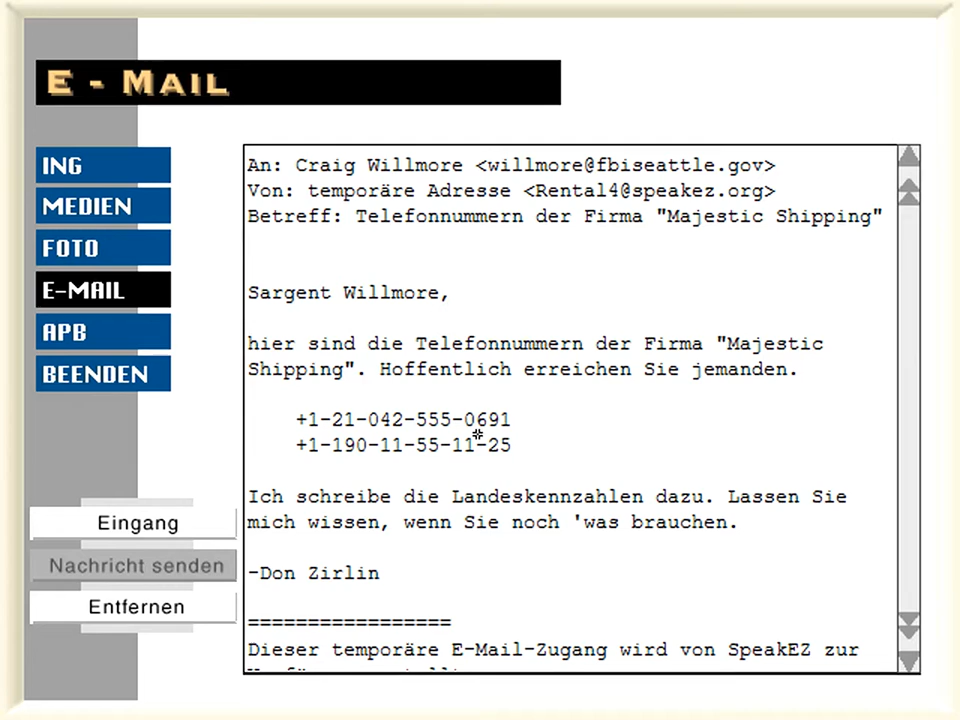 E - MAIL
ING
MEDIEN
FOTO
E-MAIL
APB
BEENDEN
Eingang
Nachricht senden
Entfernen
An: Craig Willmore <willmore@fbiseattle.gov>
Von: temporäre Adresse <Rental4@speakez.org>
Betreff: Telefonnummern der Firma "Majestic Shipping"
Sargent Willmore,
hier sind die Telefonnummern der Firma "Majestic
Shipping". Hoffentlich erreichen Sie jemanden.
+1-21-042-555-0691
+1-190-11-55-11-25
Ich schreibe die Landeskennzahlen dazu. Lassen Sie
mich wissen, wenn Sie noch 'was brauchen.
-Don Zirlin
=================
Dieser temporäre E-Mail-Zugang wird von SpeakEZ zur